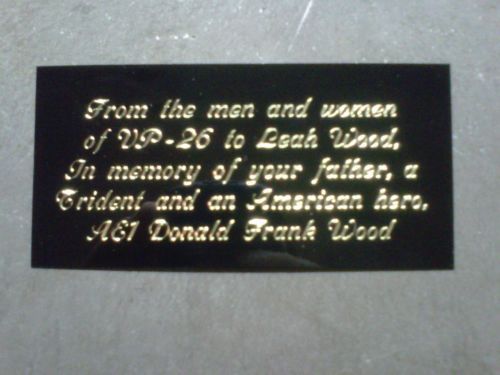 From the men and women
of VP-26 to Leah Wood,
In memory of your father, a
Trident and an American hero.
AE1 Donald Frank Wood